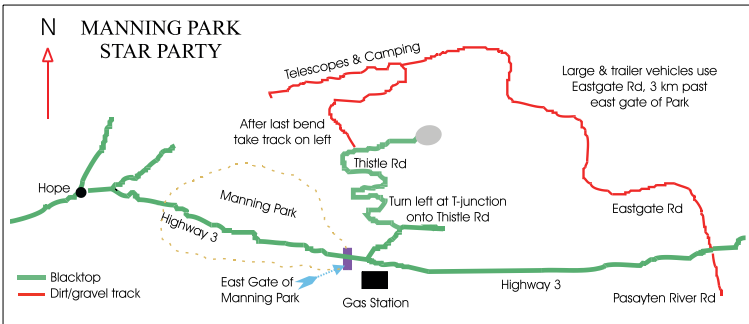 N
MANNING PARK
STAR PARTY
Telescopes & Camping
Large & trailer vehicles use
Eastgate Rd, 3 km past
east gate of Park
After last bend
take track on left
Thistle Rd
Hope
Manning Park
Turn left at T-junction
onto Thistle Rd
Highway 3
Eastgate Rd
East Gate of
Manning Park
Gas Station
Highway 3
Pasayten River Rd
Blacktop
Dirt/gravel track